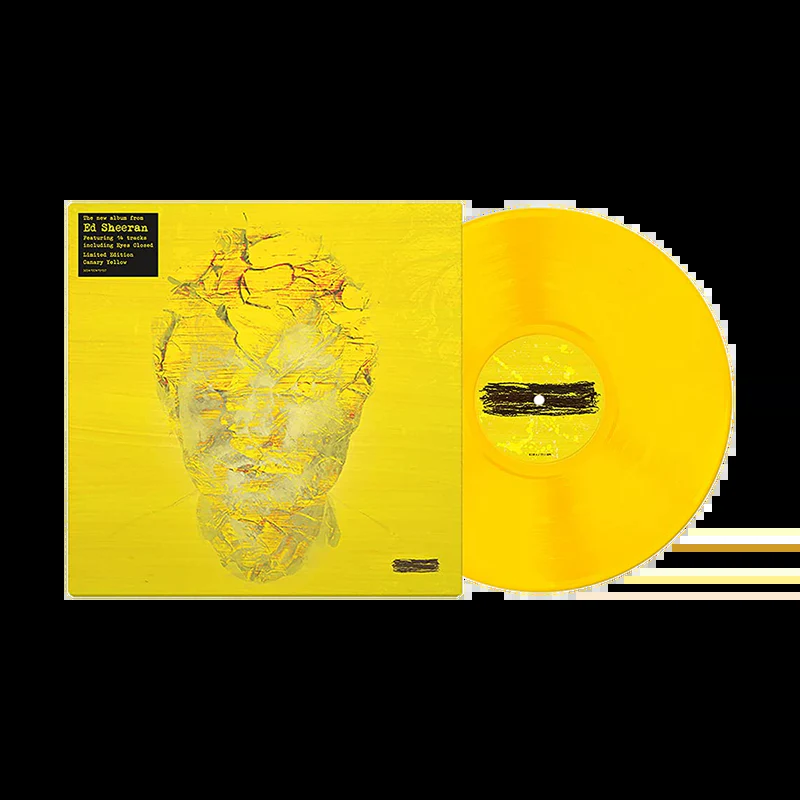 The new album from
Ed Sheeran
Featuring 14 tracks
including Eyes Closed
Limited Edition
Canary Yellow